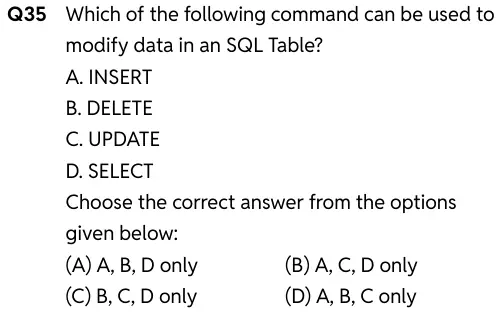 Q35 Which of the following command can be used to
modify data in an SQL Table?
A. INSERT
B. DELETE
C. UPDATE
D. SELECT
Choose the correct answer from the options
given below:
(A) A, B, D only (B) A, C, D only
(C) B, C, D only (D) A, B, C only